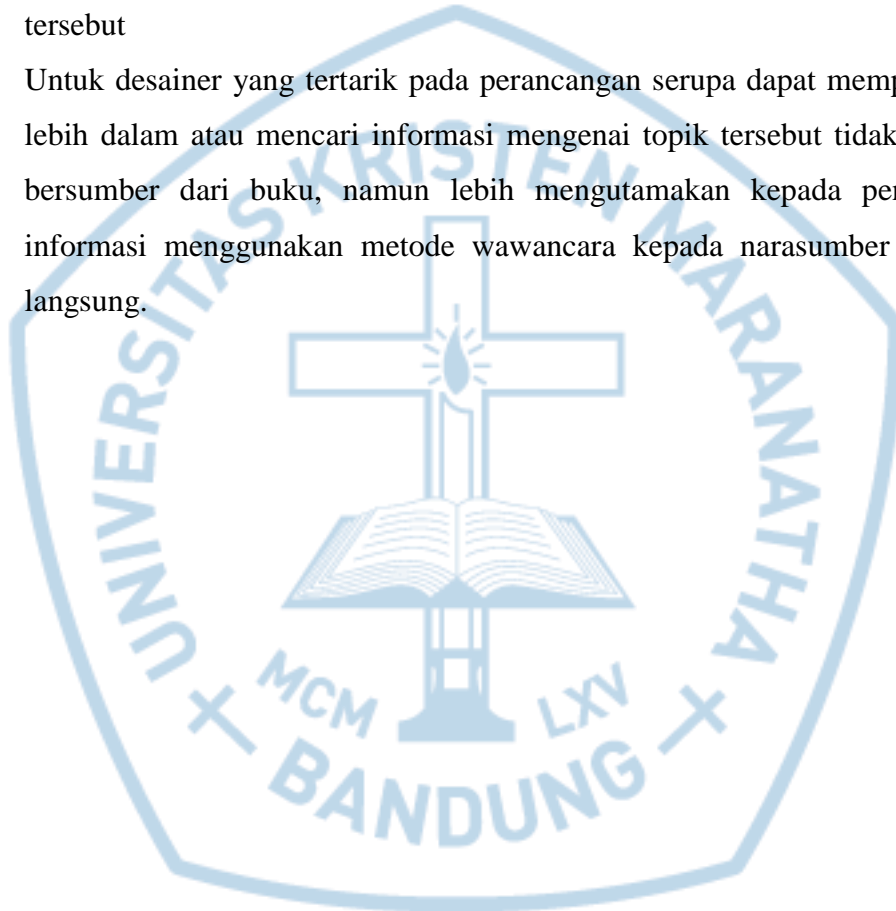 tersebut
Untuk desainer yang tertarik pada perancangan serupa dapat
lebih dalam atau mencari informasi mengenai topik tersebut tidak
bersumber dari buku, namun lebih mengutamakan kepada
informasi menggunakan metode wawancara kepada narasumber
langsung.
UNIVERSITAS KRISTEN MARANATHA
MCM LXV
BANDUNG